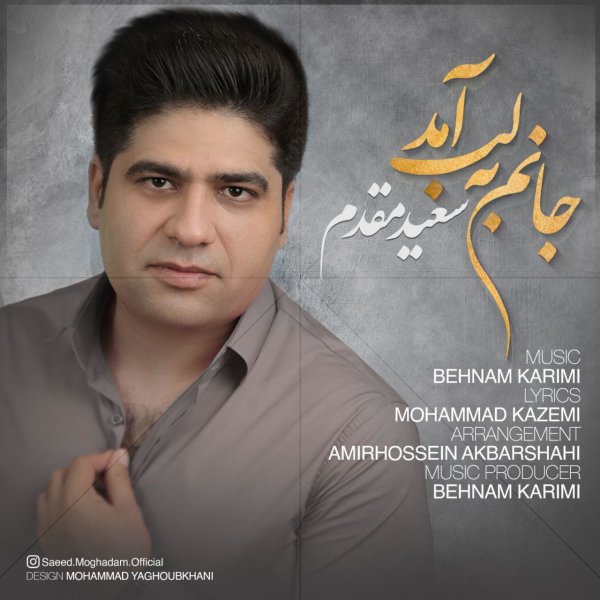 جانم به لب آمد
سعید مقدم
MUSIC
BEHNAM KARIMI
LYRICS
MOHAMMAD KAZEMI
ARRANGEMENT
AMIRHOSSEIN AKBARSHAHI
MUSIC PRODUCER
BEHNAM KARIMI
Saeed.Moghadam.Official
DESIGN MOHAMMAD YAGHOUBKHANI